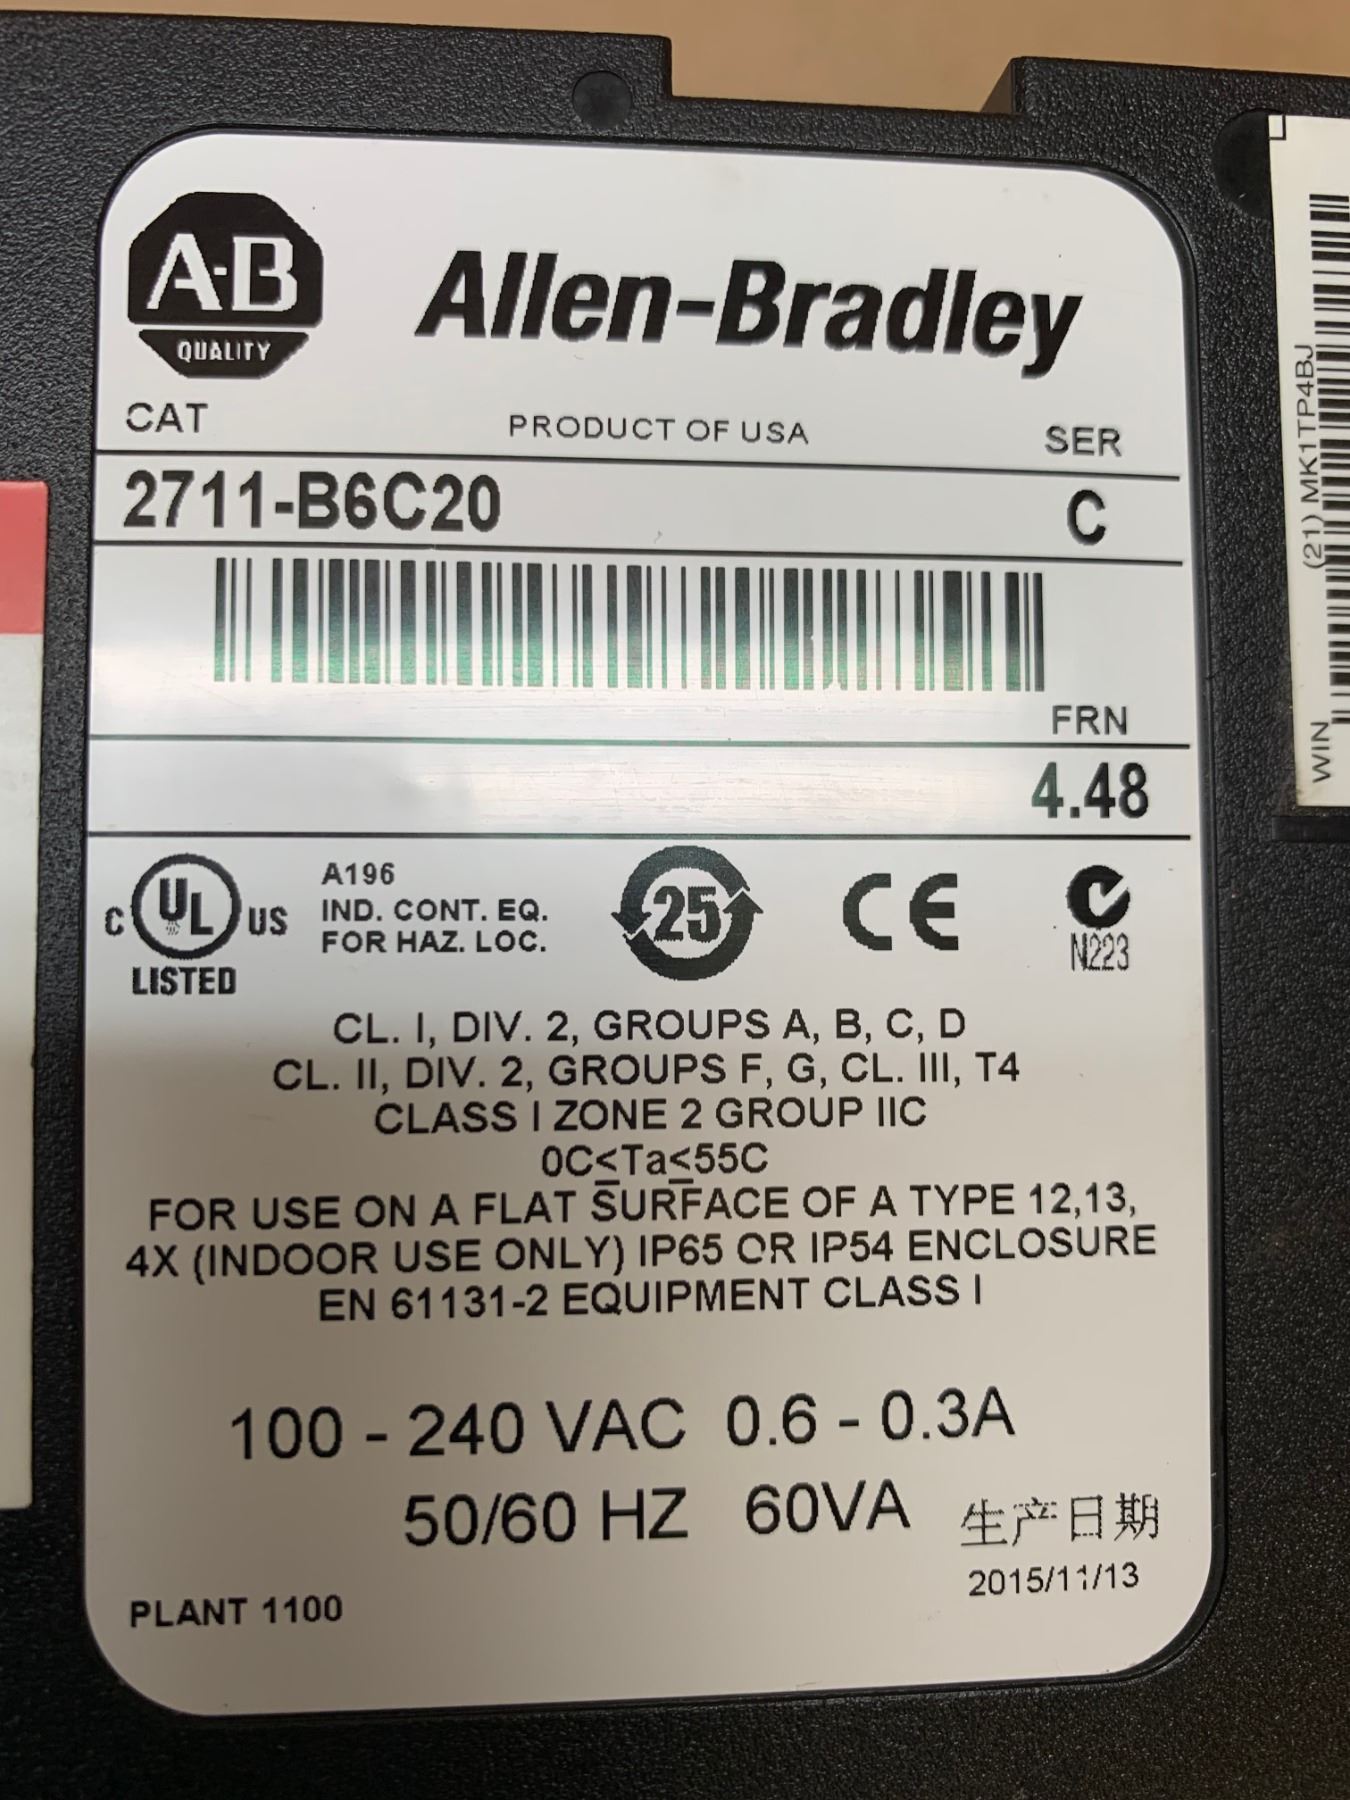 A-B
QUALITY
Allen-Bradley
CAT
PRODUCT OF USA
SER
2711-B6C20
C
FRN
4.48
C UL US
LISTED
A196
IND. CONT. EQ.
FOR HAZ. LOC.
25
CE
N223
CL. I, DIV. 2, GROUPS A, B, C, D
CL. II, DIV. 2, GROUPS F, G, CL. III, T4
CLASS I ZONE 2 GROUP IIC
0C≤Ta≤55C
FOR USE ON A FLAT SURFACE OF A TYPE 12,13,
4X (INDOOR USE ONLY) IP65 OR IP54 ENCLOSURE
EN 61131-2 EQUIPMENT CLASS I
100 - 240 VAC 0.6 - 0.3A
50/60 HZ 60VA
生产日期
2015/11/13
PLANT 1100
(21) MK1TP4BJ
WIN